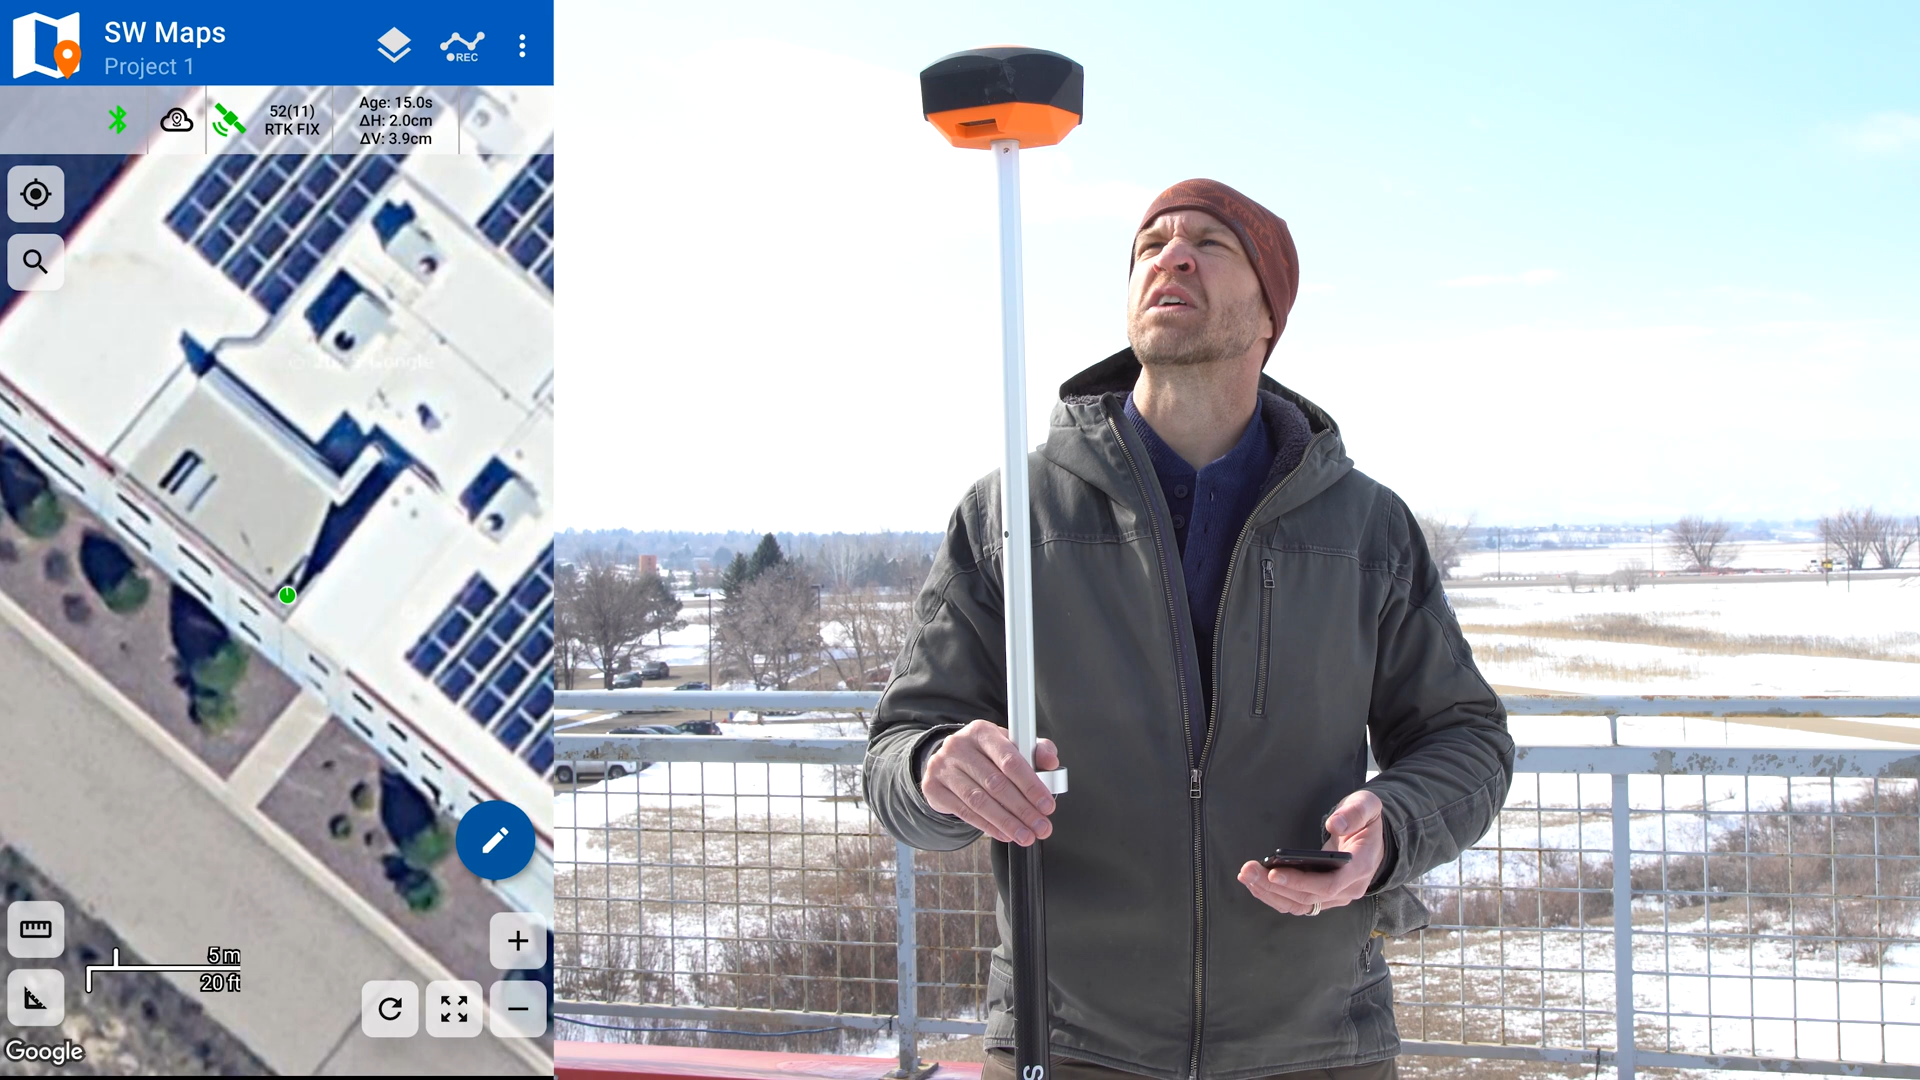 SW Maps
Project 1
REC
52(11)
RTK FIX
Age: 15.0s
ΔH: 2.0cm
ΔV: 3.9cm
Google
5 m
20 ft
Google
S